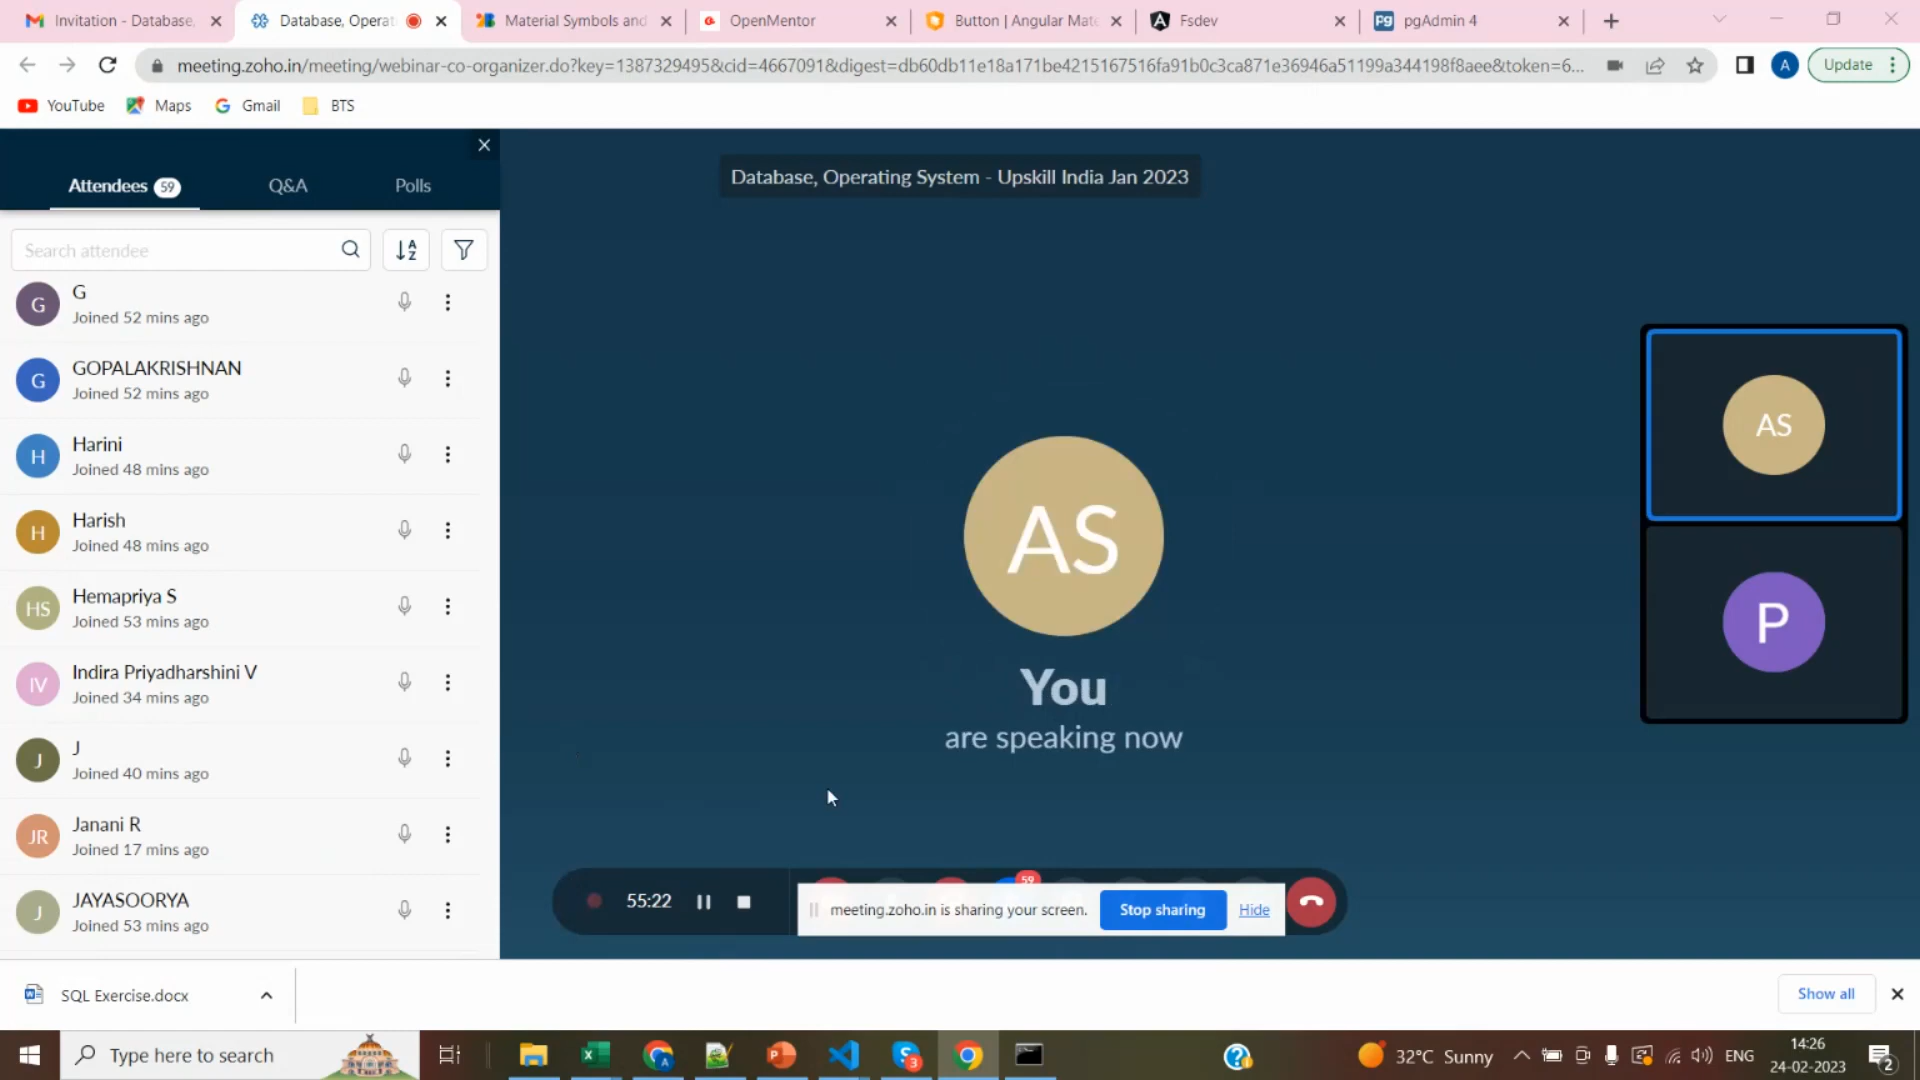 Invitation - Database,
Database, Operat
Material Symbols and
OpenMentor
Button | Angular Mate
Fsdev
Pg
pgAdmin 4
meeting.zoho.in/meeting/webinar-co-organizer.do?key=1387329495&cid=4667091&digest=db60db11e18a171be4215167516fa91b0c3ca871e36946a51199a344198f8aee&token=6...
A
Update
YouTube
Maps
Gmail
BTS
Attendees 59
Q&A
Polls
Database, Operating System - Upskill India Jan 2023
Search attendee
G
G
Joined 52 mins ago
G
GOPALAKRISHNAN
Joined 52 mins ago
H
Harini
Joined 48 mins ago
H
Harish
Joined 48 mins ago
HS
Hemapriya S
Joined 53 mins ago
IV
Indira Priyadharshini V
Joined 34 mins ago
J
J
Joined 40 mins ago
JR
Janani R
Joined 17 mins ago
J
JAYASOORYA
Joined 53 mins ago
AS
You
are speaking now
AS
P
55:22
59
meeting.zoho.in is sharing your screen.
Stop sharing
Hide
SQL Exercise.docx
Show all
Type here to search
32°C Sunny
ENG
14:26
24-02-2023
2